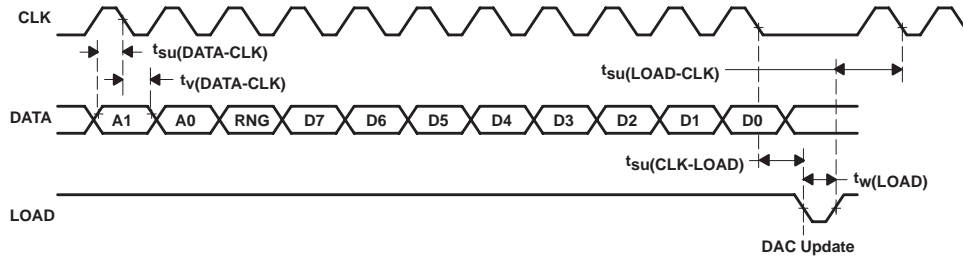 CLK
tsu(DATA-CLK)
tv(DATA-CLK)
tsu(LOAD-CLK)
DATA
A1 A0 RNG D7 D6 D5 D4 D3 D2 D1 D0
tsu(CLK-LOAD)
tw(LOAD)
LOAD
DAC Update